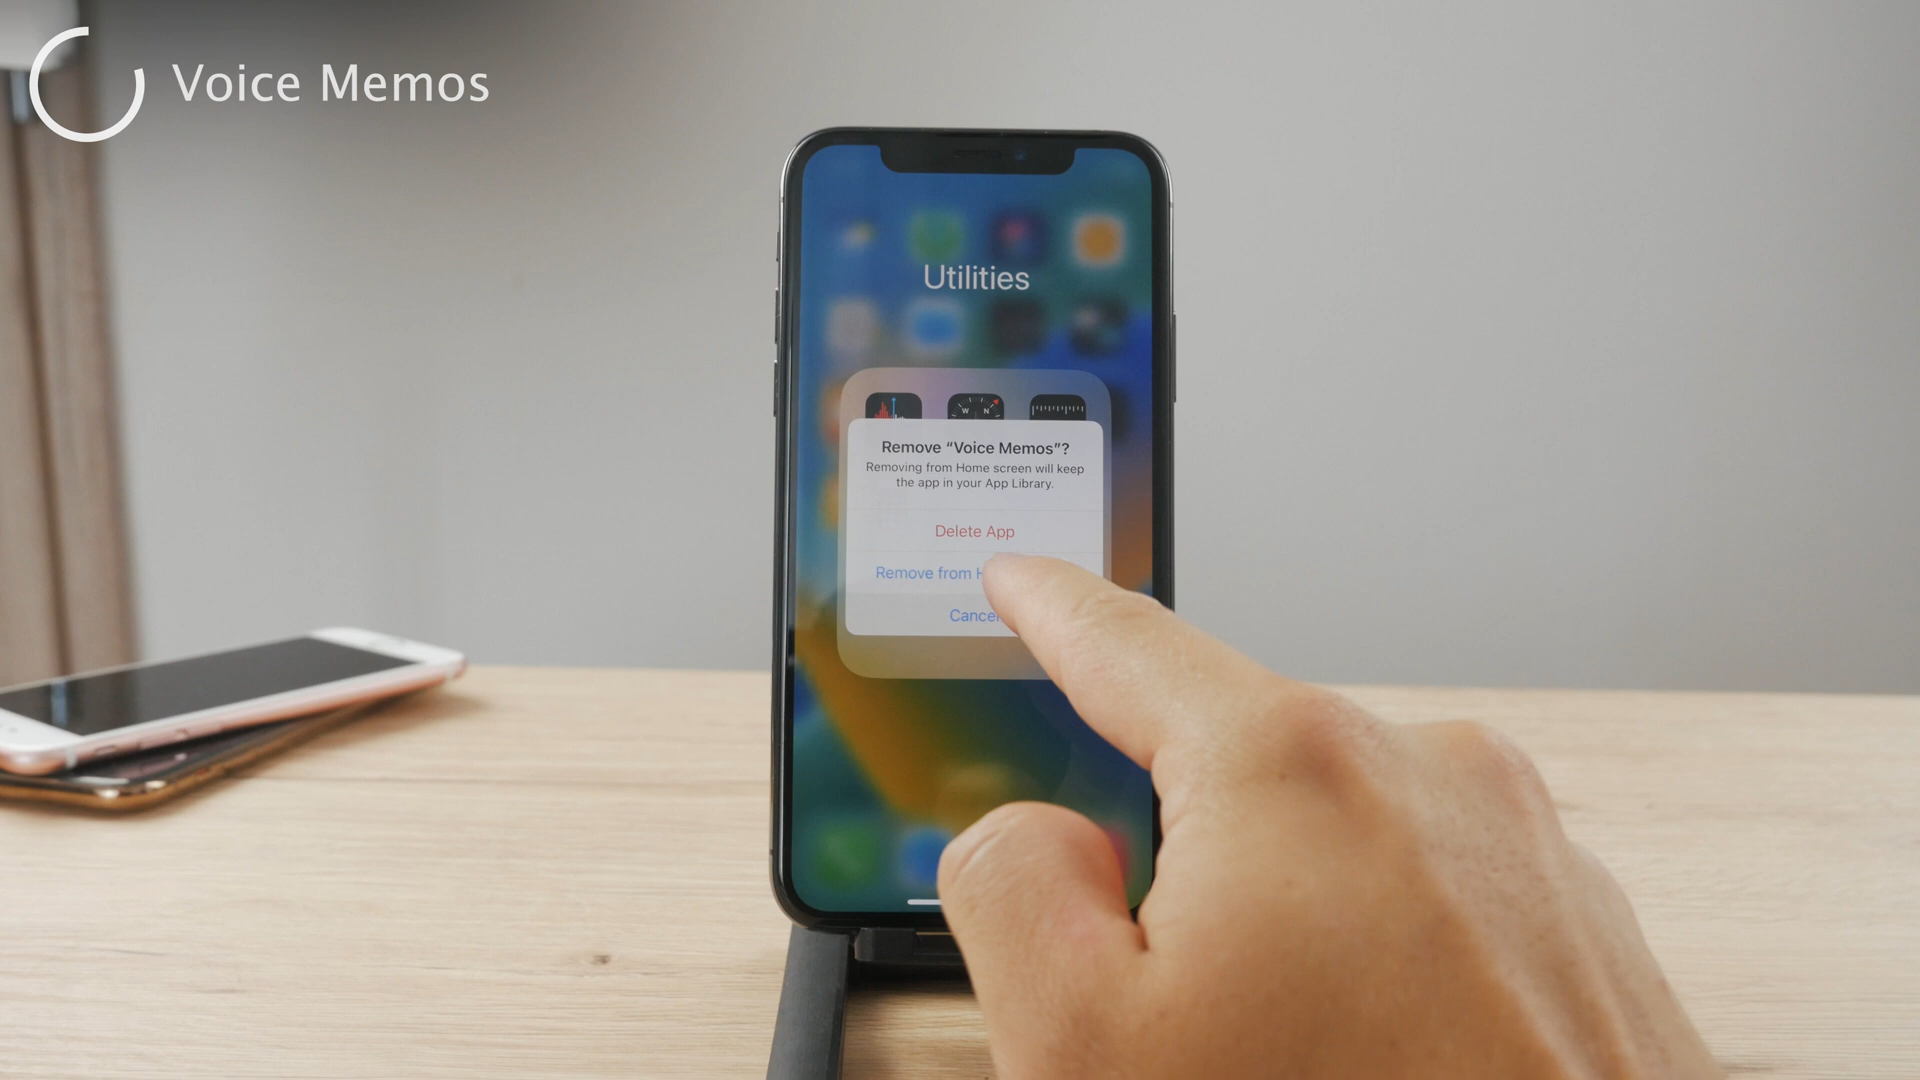 Voice Memos
Utilities
W N
Remove “Voice Memos”?
Removing from Home screen will keep
the app in your App Library.
Delete App
Remove from
Cancel